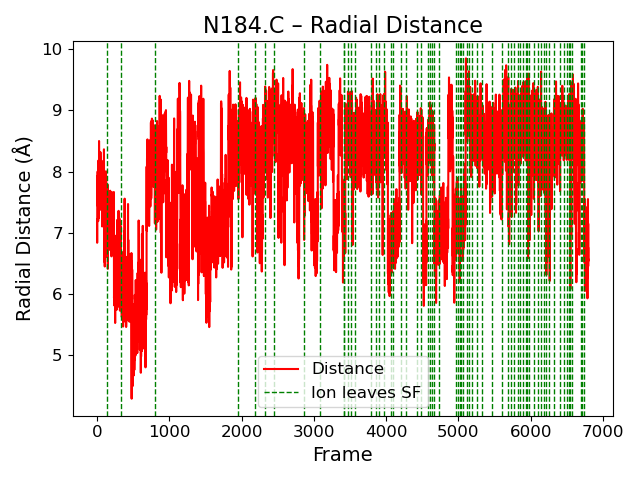 N184.C – Radial Distance
Radial Distance (Å)
10
9
8
7
6
5
Distance
Ion leaves SF
0 1000 2000 3000 4000 5000 6000 7000
Frame